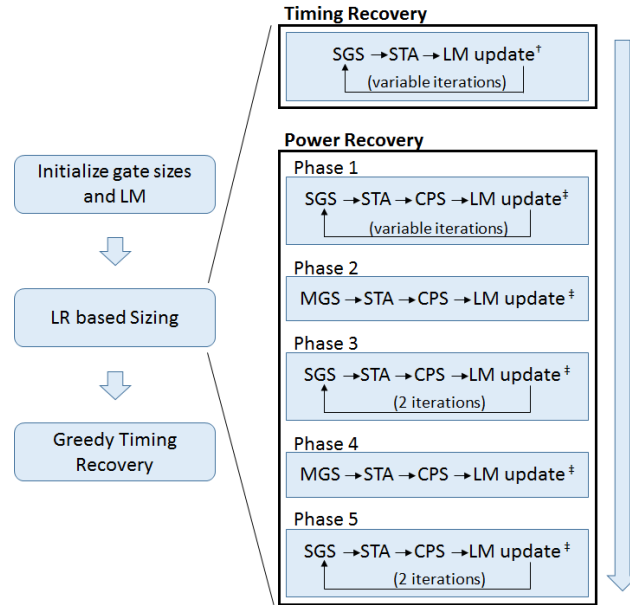 Timing Recovery
SGS → STA → LM update†
(variable iterations)
Power Recovery
Phase 1
SGS → STA → CPS → LM update‡
(variable iterations)
Phase 2
MGS → STA → CPS → LM update‡
Phase 3
SGS → STA → CPS → LM update‡
(2 iterations)
Phase 4
MGS → STA → CPS → LM update‡
Phase 5
SGS → STA → CPS → LM update‡
(2 iterations)
Initialize gate sizes
and LM
LR based Sizing
Greedy Timing
Recovery